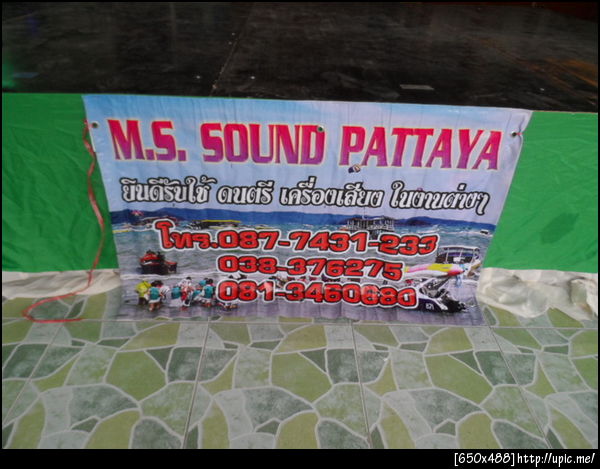 M.S. SOUND PATTAYA
ยินดีรับใช้ ดนตรี เครื่องเสียง ในงานต่างๆ
โทร.087-7431-233
038-376275
081-3460680
[650x488]http://upic.me/